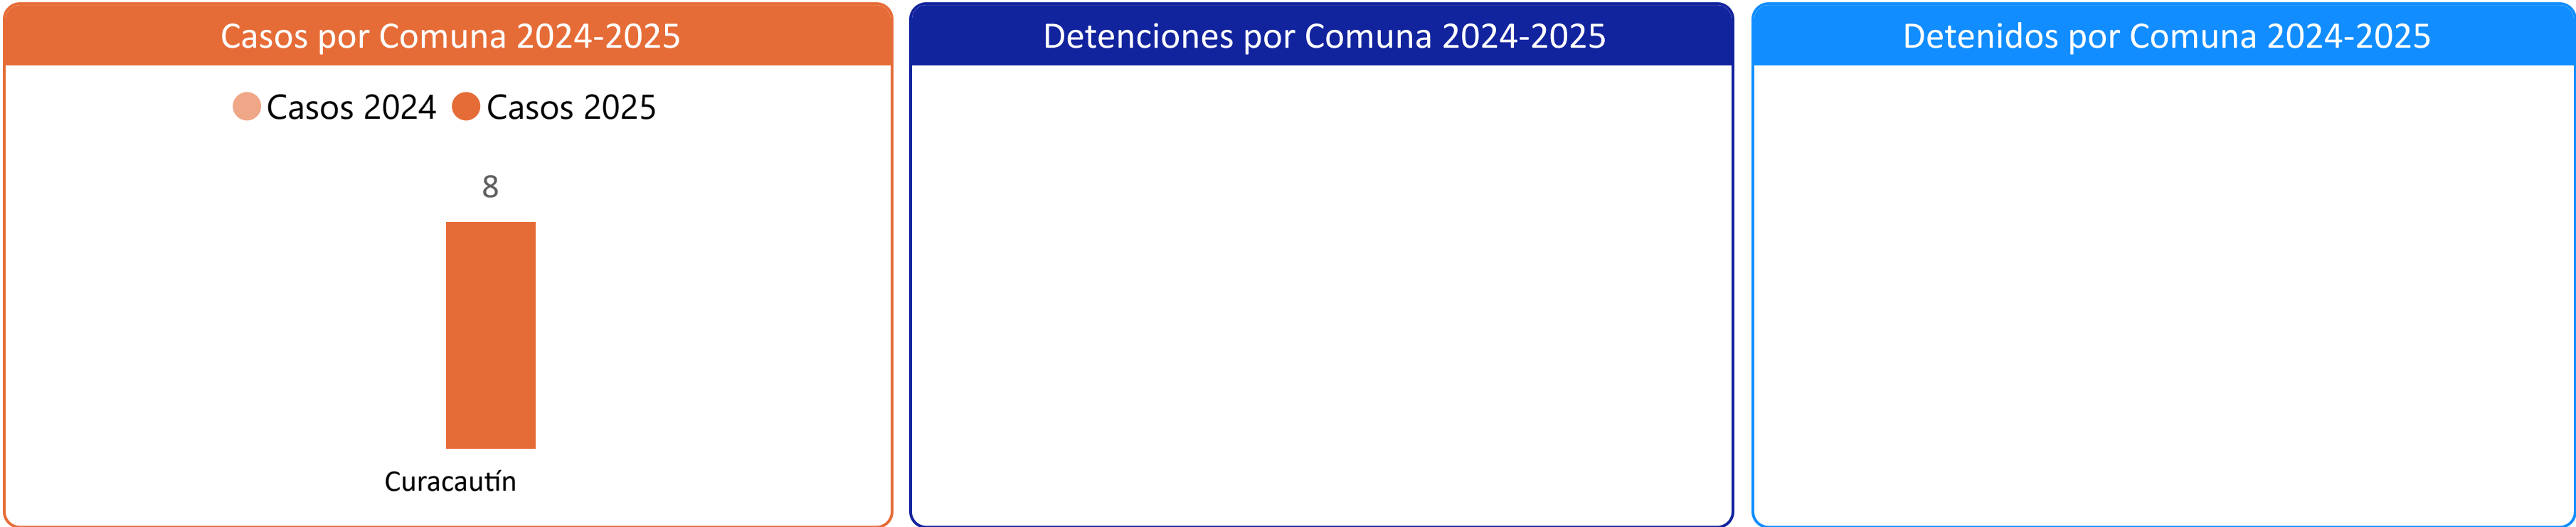 Casos por Comuna 2024-2025
Casos 2024 Casos 2025
8
Curacautín
Detenciones por Comuna 2024-2025
Detenidos por Comuna 2024-2025